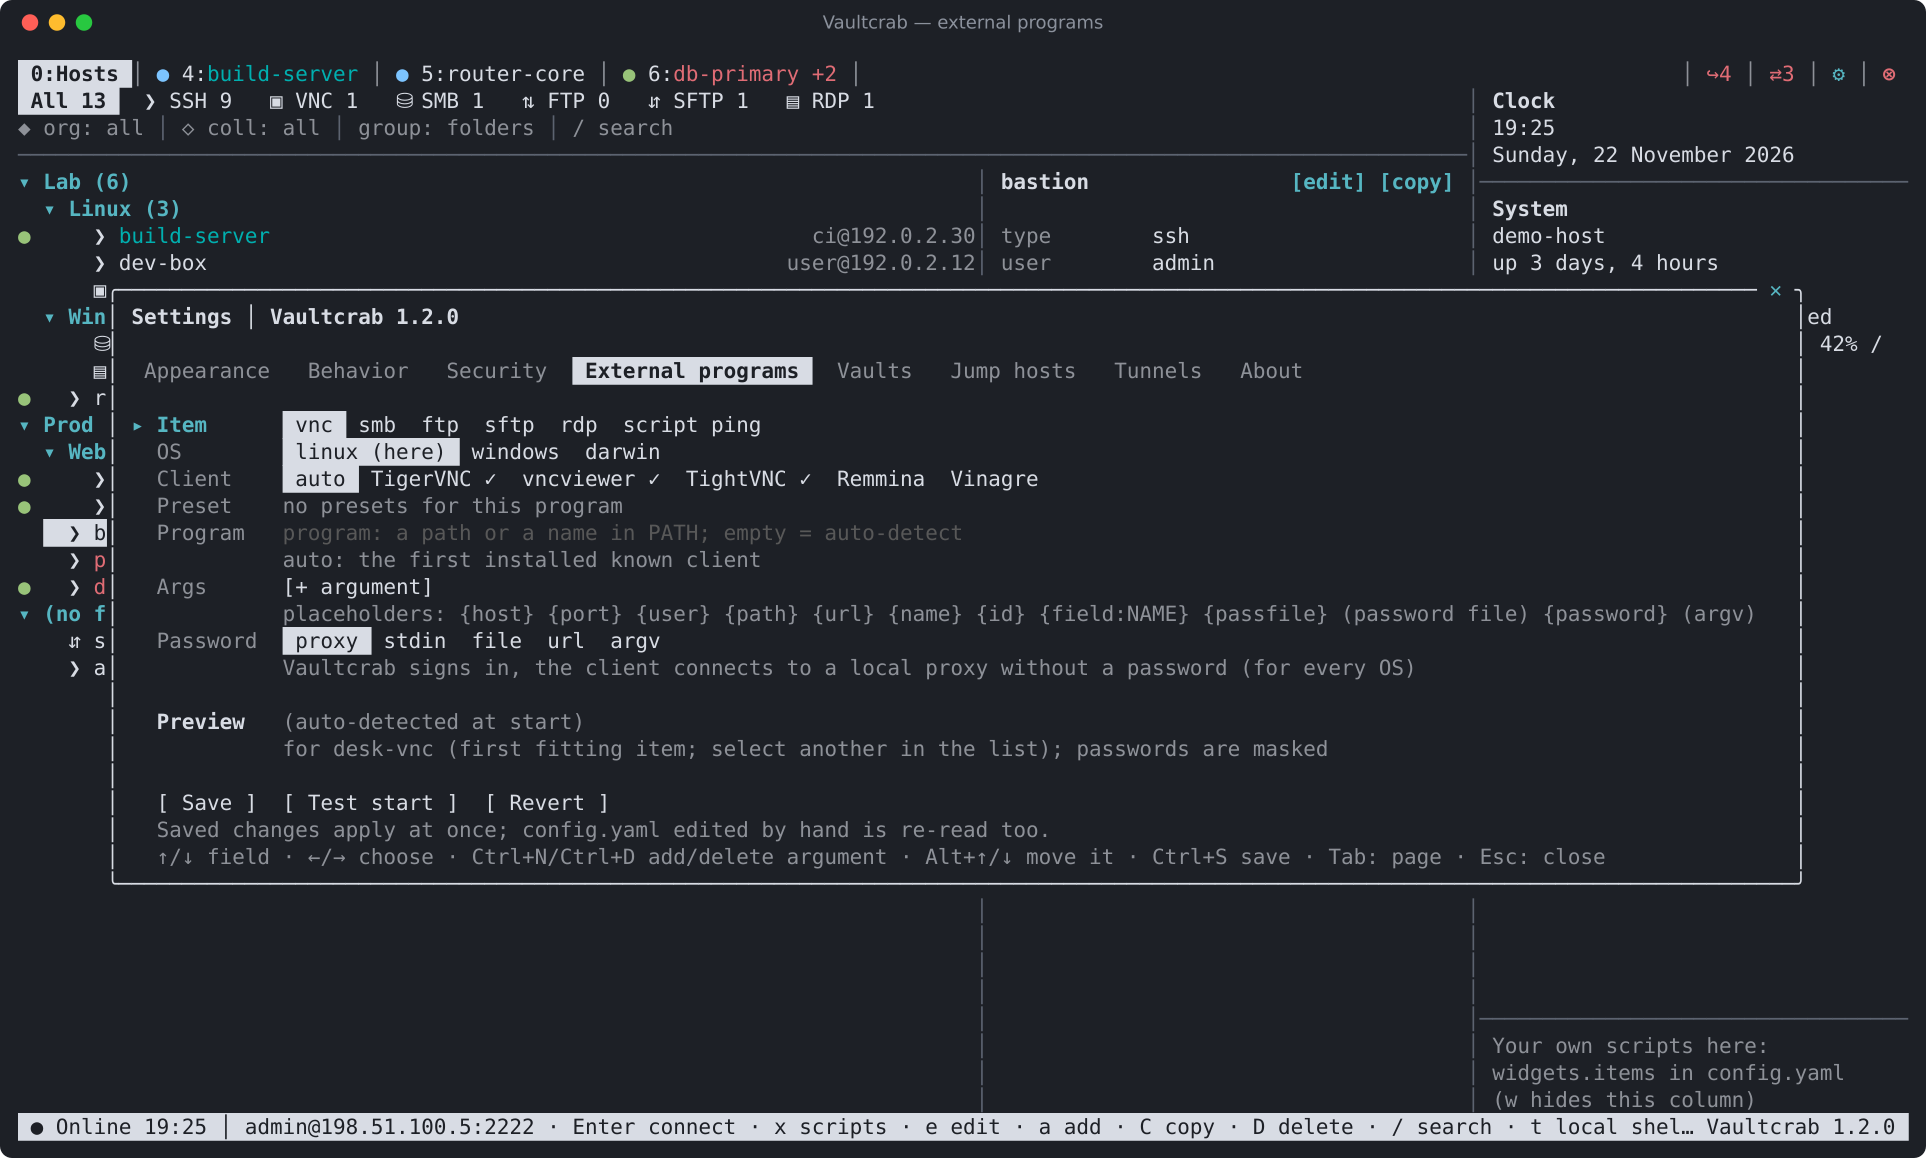 Vaultcrab — external programs
0:Hosts │ ● 4:build-server │ ● 5:router-core │ ● 6:db-primary +2 │ │ ↪4 │ ⇄3 │ ⚙ │ ⊗
All 13 ❯ SSH 9 ▣ VNC 1 ⛁ SMB 1 ⇅ FTP 0 ⇵ SFTP 1 ▤ RDP 1 │ Clock
◆ org: all │ ◇ coll: all │ group: folders │ / search │ 19:25
Sunday, 22 November 2026
▾ Lab (6) │ bastion [edit] [copy]
▾ Linux (3) │ System
● ❯ build-server ci@192.0.2.30│ type ssh │ demo-host
❯ dev-box user@192.0.2.12│ user admin │ up 3 days, 4 hours
▣ ×
▾ Win│ Settings │ Vaultcrab 1.2.0 │ed
⛁│ │ 42% /
▤│ Appearance Behavior Security External programs Vaults Jump hosts Tunnels About
● ❯ r│
▾ Prod │ ▸ Item vnc smb ftp sftp rdp script ping
▾ Web│ OS linux (here) windows darwin
● ❯│ Client auto TigerVNC ✓ vncviewer ✓ TightVNC ✓ Remmina Vinagre
● ❯│ Preset no presets for this program
❯ b│ Program program: a path or a name in PATH; empty = auto-detect
❯ p│ auto: the first installed known client
● ❯ d│ Args [+ argument]
▾ (no f│ placeholders: {host} {port} {user} {path} {url} {name} {id} {field:NAME} {passfile} (password file) {password} (argv)
⇵ s│ Password proxy stdin file url argv
❯ a│ Vaultcrab signs in, the client connects to a local proxy without a password (for every OS)
Preview (auto-detected at start)
for desk-vnc (first fitting item; select another in the list); passwords are masked
[ Save ] [ Test start ] [ Revert ]
Saved changes apply at once; config.yaml edited by hand is re-read too.
↑/↓ field · ←/→ choose · Ctrl+N/Ctrl+D add/delete argument · Alt+↑/↓ move it · Ctrl+S save · Tab: page · Esc: close
Your own scripts here:
widgets.items in config.yaml
(w hides this column)
● Online 19:25 │ admin@198.51.100.5:2222 · Enter connect · x scripts · e edit · a add · C copy · D delete · / search · t local shel… Vaultcrab 1.2.0